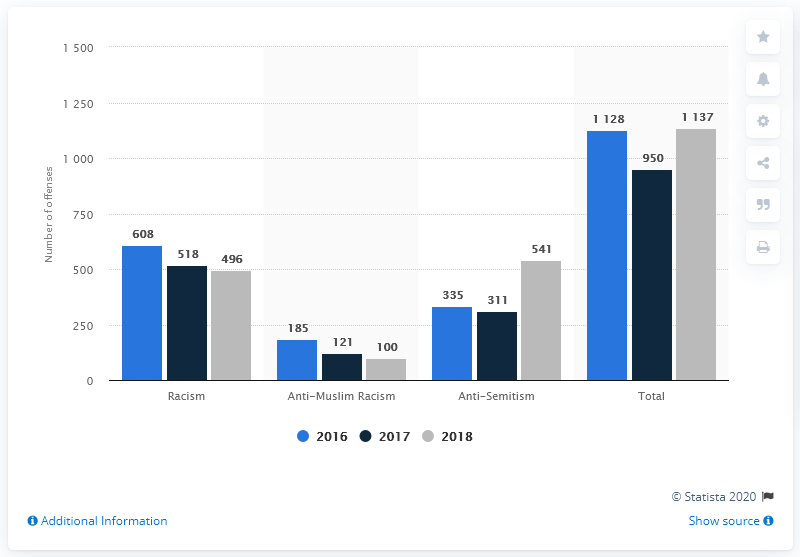 1 500
1 250
1 000
750
500
250
0
Number of offenses
608
518
496
185
121
100
335
311
541
1 128
950
1 137
Racism
Anti-Muslim Racism
Anti-Semitism
Total
2016
2017
2018
© Statista 2020
Additional Information
Show source